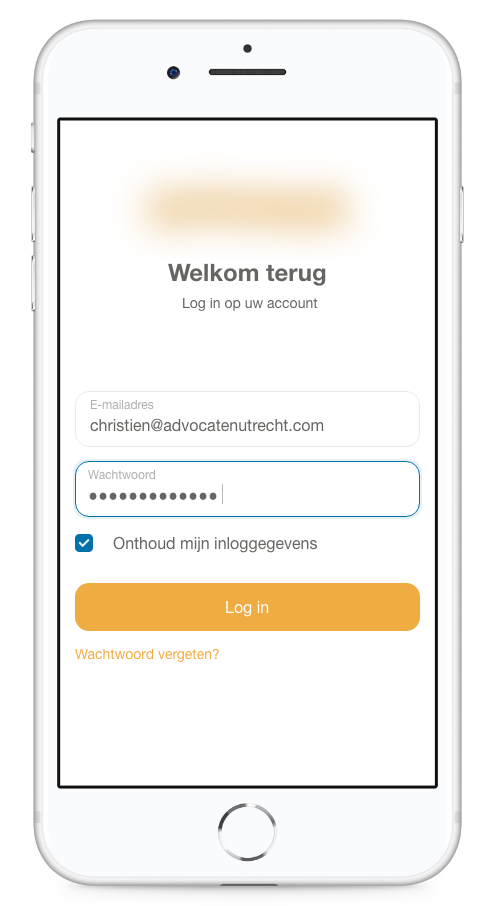 Welkom terug
Log in op uw account
E-mailadres
christien@advocatenutrecht.com
Wachtwoord
•••••••••••••
Onthoud mijn inloggegevens
Log in
Wachtwoord vergeten?